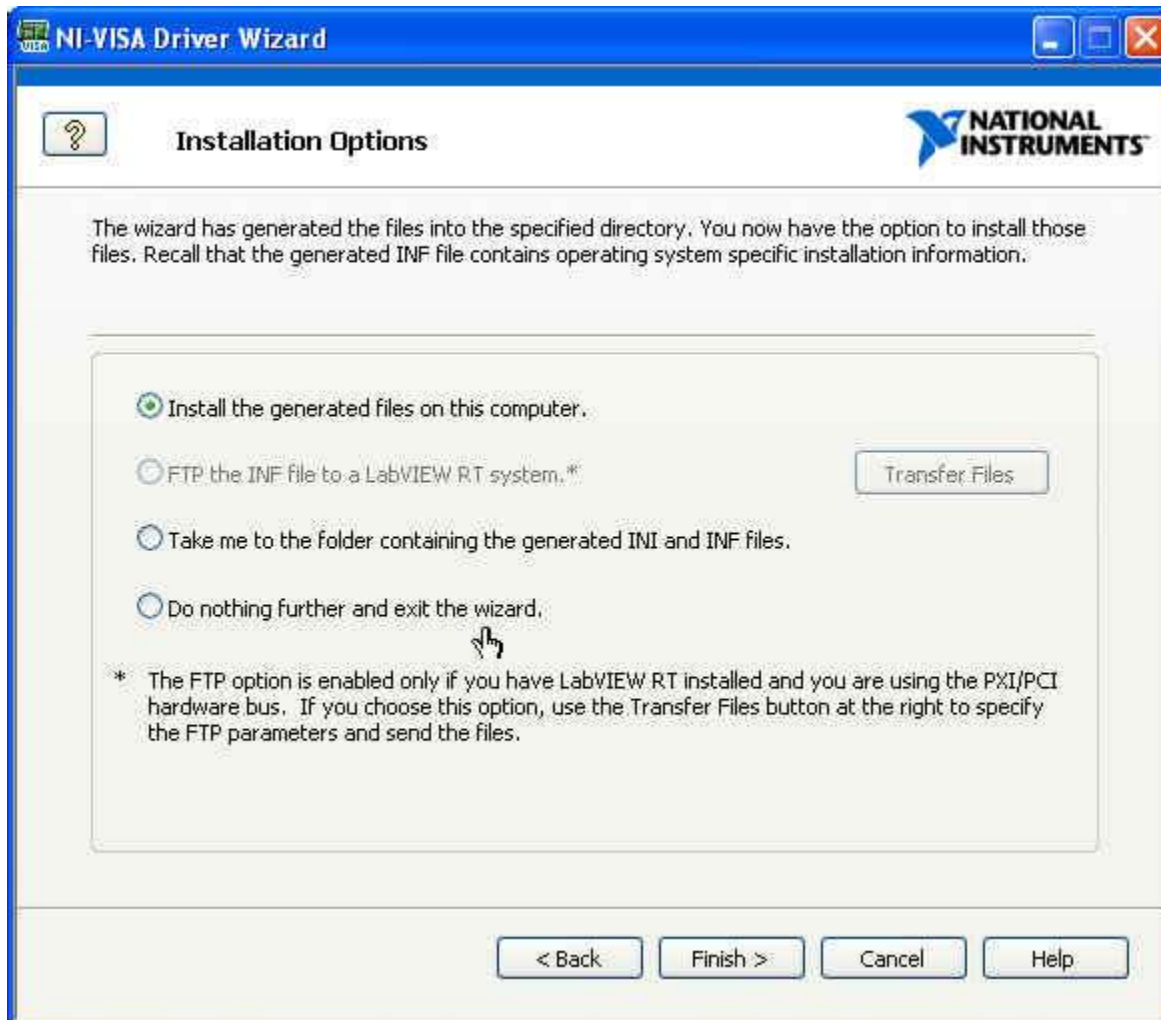 NI-VISA Driver Wizard
?
Installation Options
NATIONAL
INSTRUMENTS
The wizard has generated the files into the specified directory. You now have the option to install those
files. Recall that the generated INF file contains operating system specific installation information.
Install the generated files on this computer.
FTP the INF file to a LabVIEW RT system.*
Transfer Files
Take me to the folder containing the generated INI and INF files.
Do nothing further and exit the wizard.
* The FTP option is enabled only if you have LabVIEW RT installed and you are using the PXI/PCI
hardware bus. If you choose this option, use the Transfer Files button at the right to specify
the FTP parameters and send the files.
< Back
Finish >
Cancel
Help